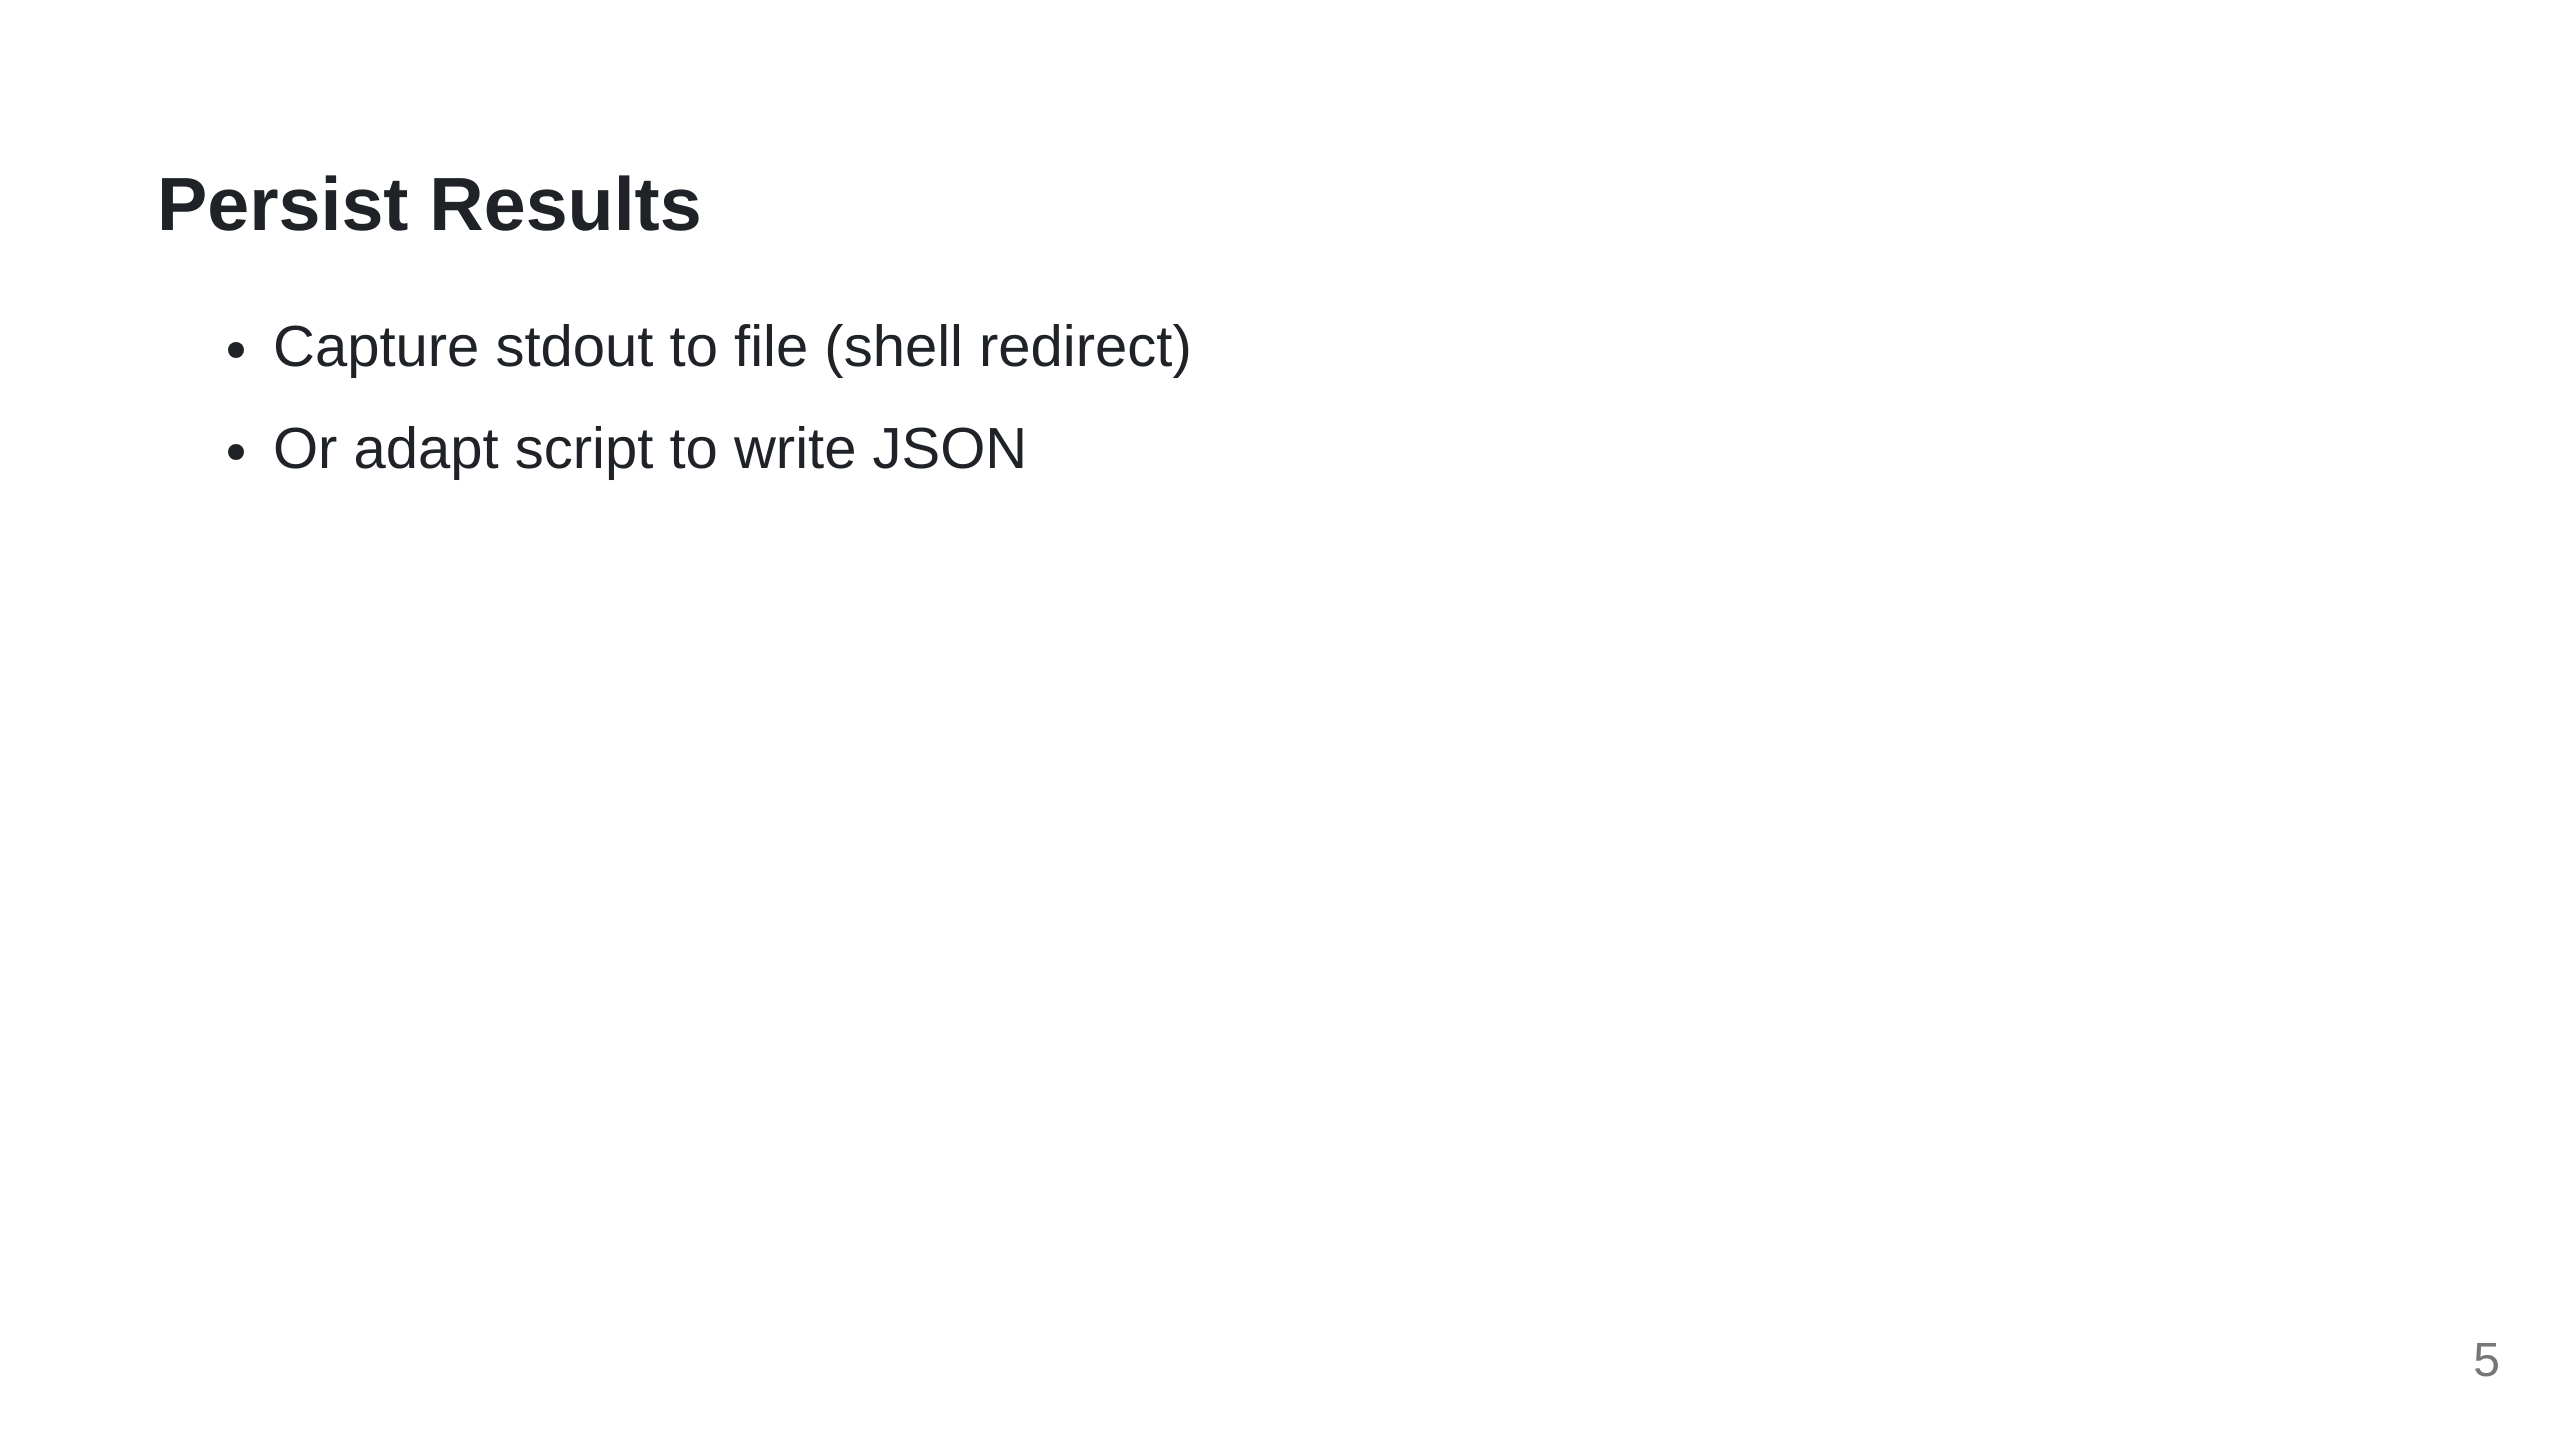 Persist Results
• Capture stdout to file (shell redirect)
• Or adapt script to write JSON
5